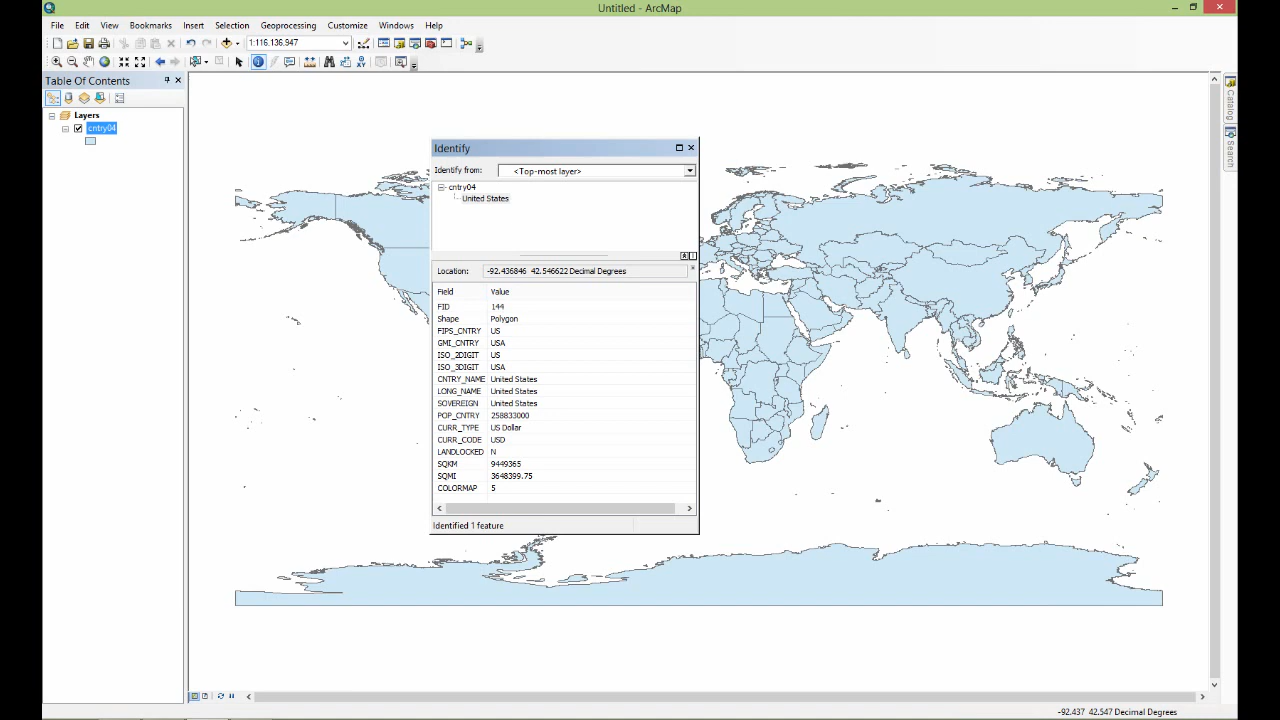 Untitled - ArcMap
File Edit View Bookmarks Insert Selection Geoprocessing Customize Windows Help
1:116.136.947
Table Of Contents
Layers
cntry04
Identify
Identify from: <Top-most layer>
cntry04
United States
Location: -92.436846 42.546622 Decimal Degrees
Field Value
FID 144
Shape Polygon
FIPS_CNTRY US
GMI_CNTRY USA
ISO_2DIGIT US
ISO_3DIGIT USA
CNTRY_NAME United States
LONG_NAME United States
SOVEREIGN United States
POP_CNTRY 258833000
CURR_TYPE US Dollar
CURR_CODE USD
LANDLOCKED N
SQKM 9449365
SQMI 3648399.75
COLORMAP 5
Identified 1 feature
Catalog
Search
-92.437 42.547 Decimal Degrees